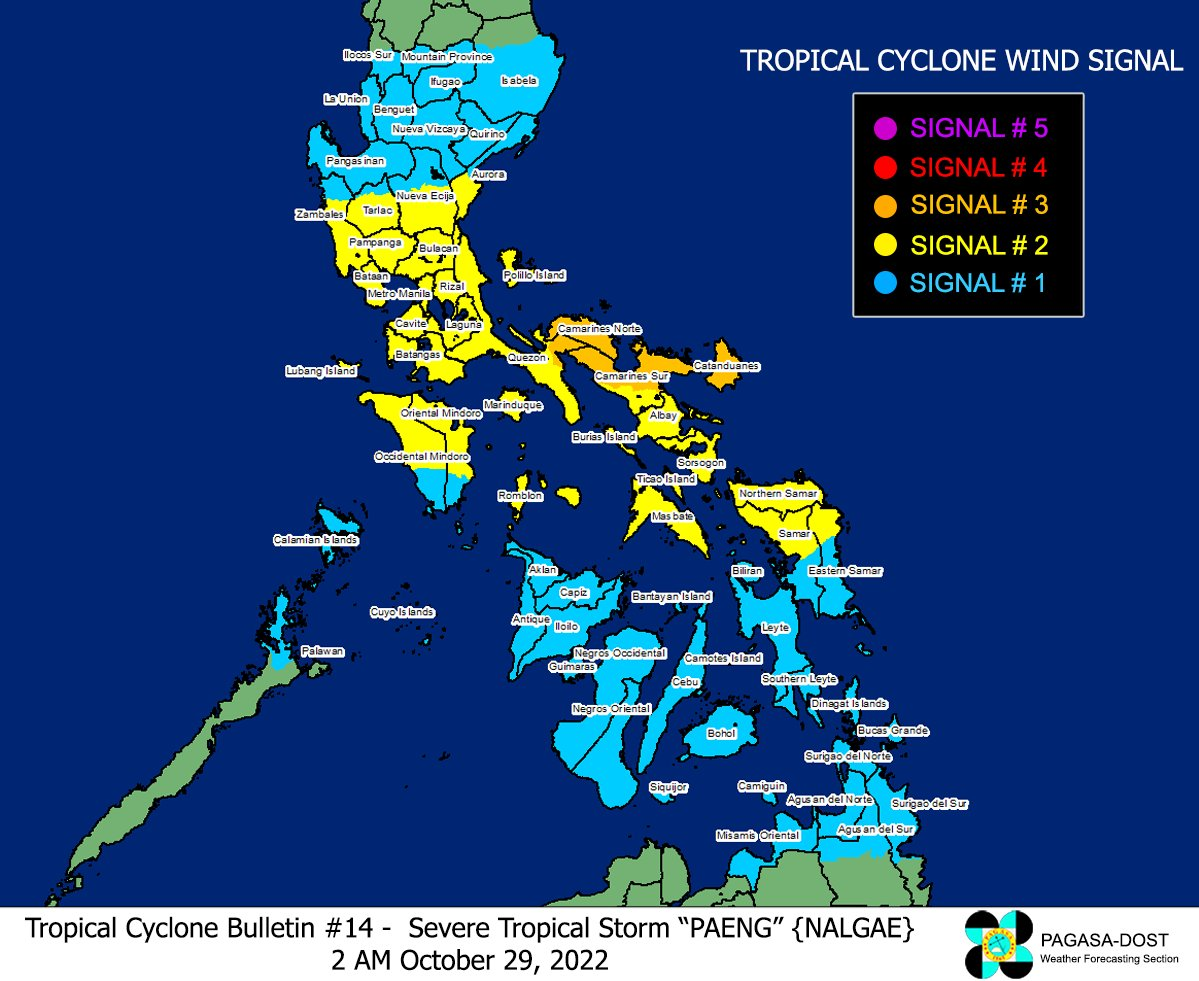 TROPICAL CYCLONE WIND SIGNAL
SIGNAL # 5
SIGNAL # 4
SIGNAL # 3
SIGNAL # 2
SIGNAL # 1
Ilocos Sur
Mountain Province
Ifugao
Isabela
La Union
Benguet
Nueva Vizcaya
Quirino
Pangasinan
Aurora
Nueva Ecija
Zambales
Tarlac
Pampanga
Bulacan
Bataan
Polillo Island
Metro Manila
Rizal
Cavite
Laguna
Camarines Norte
Batangas
Quezon
Lubang Island
Camarines Sur
Catanduanes
Oriental Mindoro
Marinduque
Albay
Burias Island
Occidental Mindoro
Sorsogon
Ticao Island
Romblon
Northern Samar
Masbate
Samar
Calamian Islands
Aklan
Biliran
Eastern Samar
Capiz
Bantayan Island
Cuyo Islands
Antique
Iloilo
Leyte
Palawan
Negros Occidental
Camotes Island
Guimaras
Cebu
Southern Leyte
Negros Oriental
Dinagat Islands
Bohol
Bucas Grande
Surigao del Norte
Siquijor
Camiguin
Agusan del Norte
Surigao del Sur
Misamis Oriental
Agusan del Sur
Tropical Cyclone Bulletin #14 - Severe Tropical Storm “PAENG” {NALGAE}
2 AM October 29, 2022
PAGASA-DOST
Weather Forecasting Section